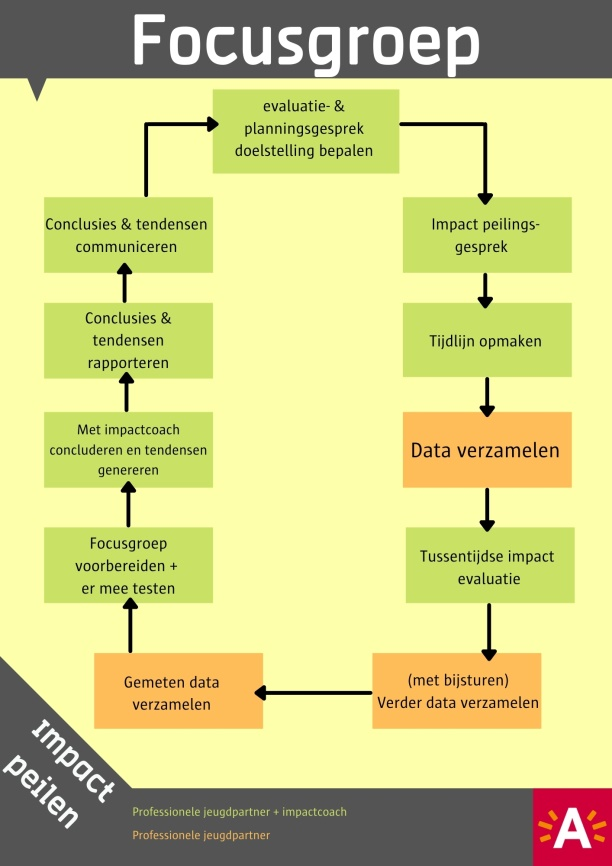 Focusgroep
evaluatie- &
planningsgesprek
doelstelling bepalen
Impact peilings-
gesprek
Tijdlijn opmaken
Data verzamelen
Tussentijdse impact
evaluatie
(met bijsturen)
Verder data verzamelen
Gemeten data
verzamelen
Focusgroep
voorbereiden +
er mee testen
Met impactcoach
concluderen en tendensen
genereren
Conclusies &
tendensen
rapporteren
Conclusies & tendensen
communiceren
Impact
peilen
Professionele jeugdpartner + impactcoach
Professionele jeugdpartner
A